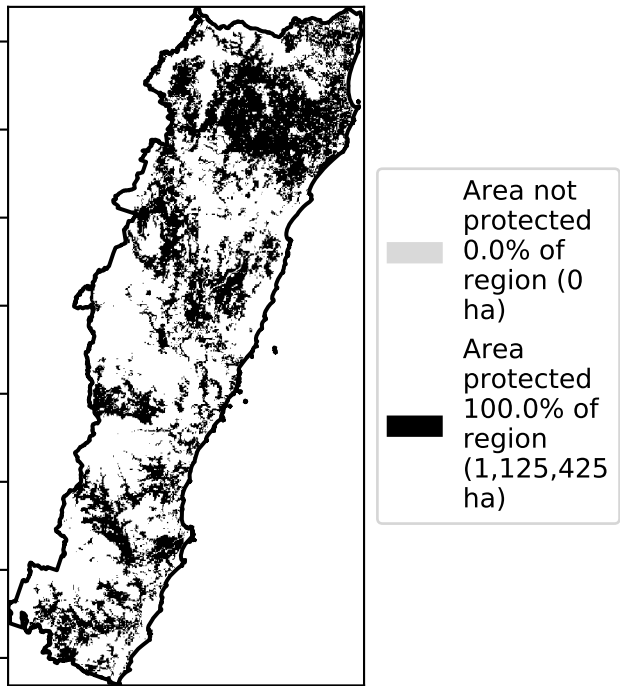 Area not
protected
0.0% of
region (0
ha)
Area
protected
100.0% of
region
(1,125,425
ha)